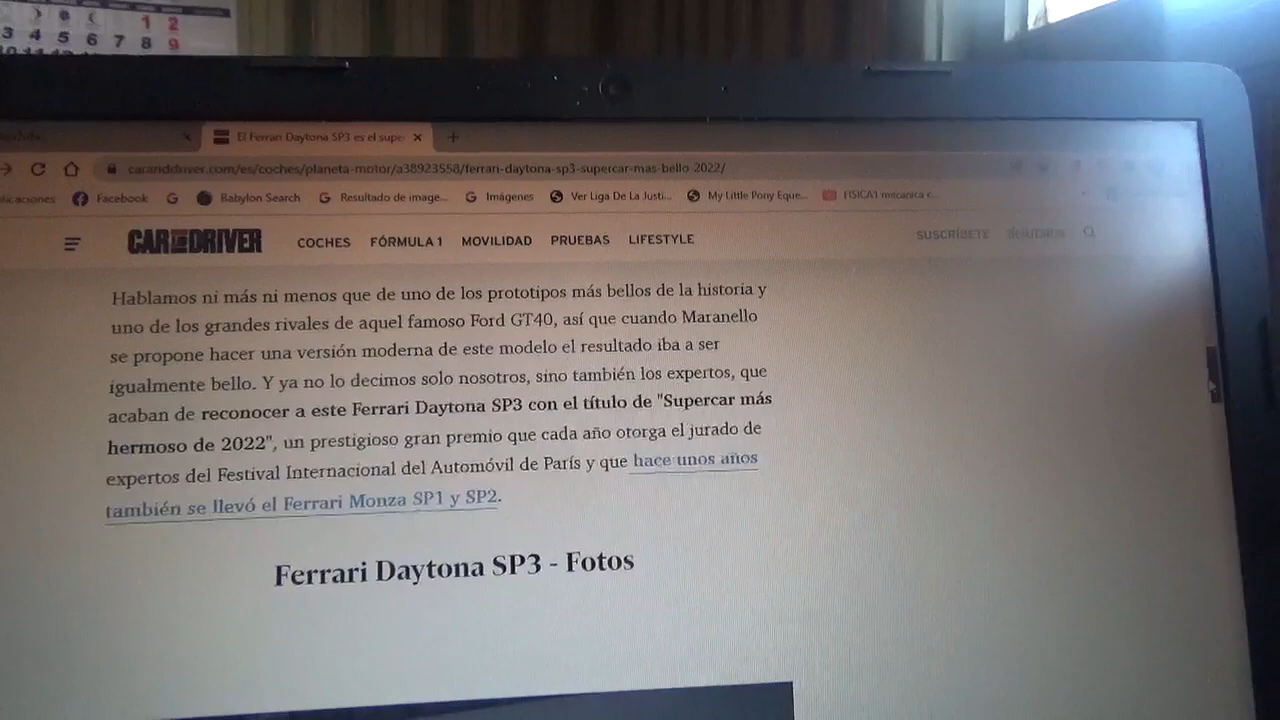 1 2
3 4 5 6 7 8 9
El Ferrari Daytona SP3 es el supe
caranddriver.com/es/coches/planeta-motor/a38923558/ferrari-daytona-sp3-supercar-mas-bello-2022/
Facebook Babylon Search Resultado de image... Imágenes Ver Liga De La Justi... My Little Pony Eque... FISICA1 mecanica c...
CAR AND DRIVER COCHES FÓRMULA 1 MOVILIDAD PRUEBAS LIFESTYLE SUSCRÍBETE
Hablamos ni más ni menos que de uno de los prototipos más bellos de la historia y
uno de los grandes rivales de aquel famoso Ford GT40, así que cuando Maranello
se propone hacer una versión moderna de este modelo el resultado iba a ser
igualmente bello. Y ya no lo decimos solo nosotros, sino también los expertos, que
acaban de reconocer a este Ferrari Daytona SP3 con el título de "Supercar más
hermoso de 2022", un prestigioso gran premio que cada año otorga el jurado de
expertos del Festival Internacional del Automóvil de París y que hace unos años
también se llevó el Ferrari Monza SP1 y SP2.
Ferrari Daytona SP3 - Fotos